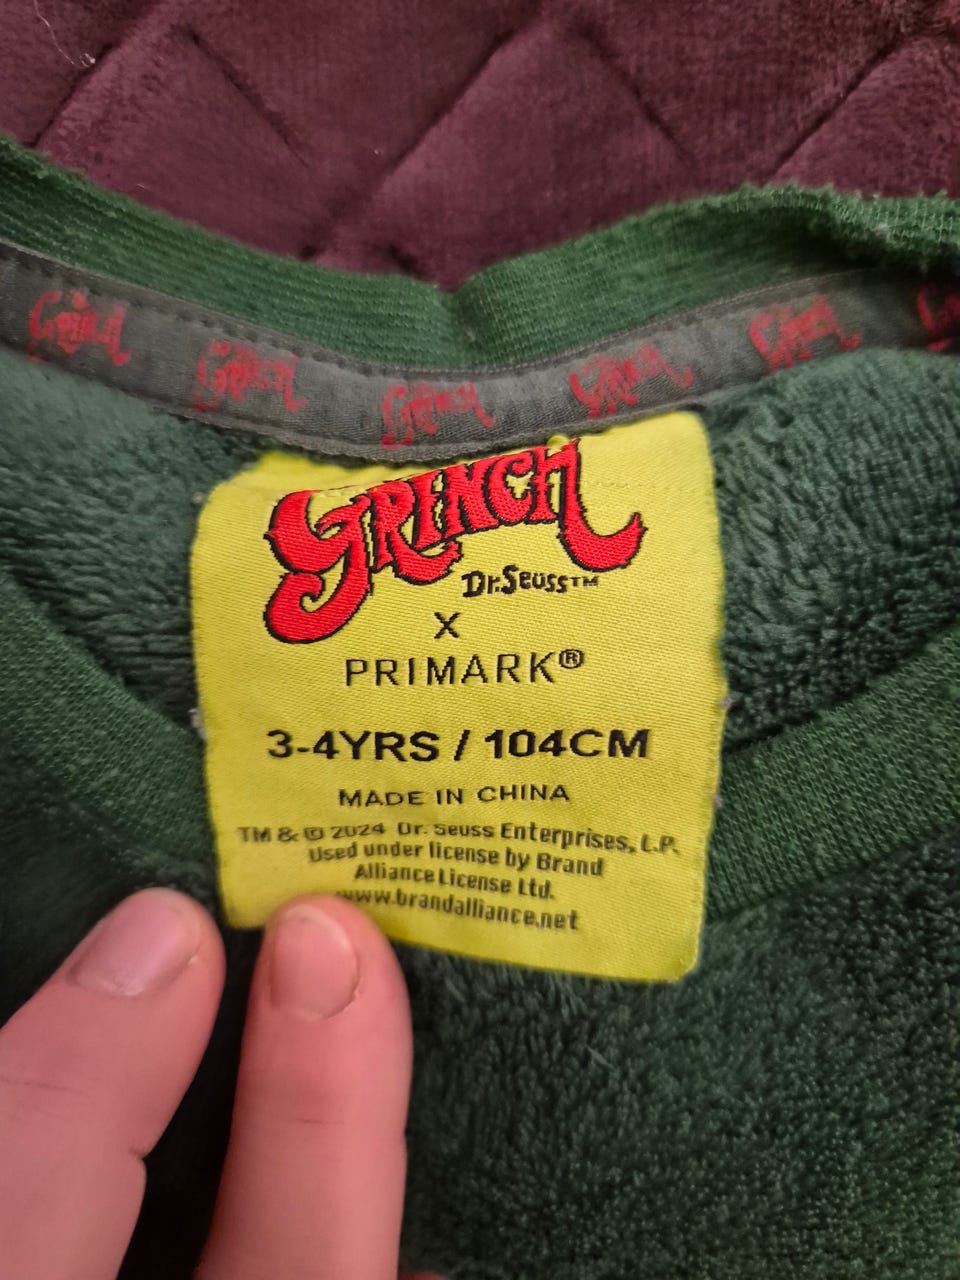 GRINCH GRINCH GRINCH GRINCH GRINCH
GRINCH
Dr. Seuss™
X
PRIMARK®
3-4YRS / 104CM
MADE IN CHINA
TM & © 2024 Dr. Seuss Enterprises, L.P.
Used under license by Brand
Alliance License Ltd.
www.brandalliance.net